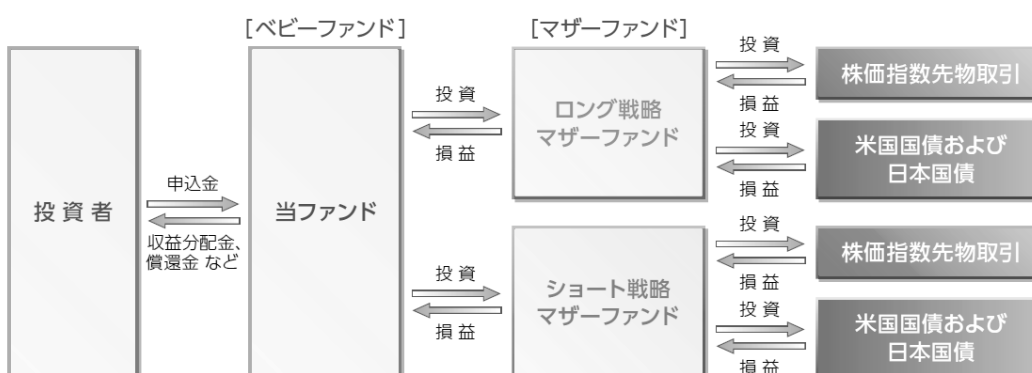 [ベビーファンド]
[マザーファンド]
投資者
申込金
収益分配金、
償還金 など
当ファンド
投 資
損 益
ロング戦略
マザーファンド
投 資
損 益
株価指数先物取引
投 資
損 益
米国国債および
日本国債
投 資
損 益
ショート戦略
マザーファンド
投 資
損 益
株価指数先物取引
投 資
損 益
米国国債および
日本国債